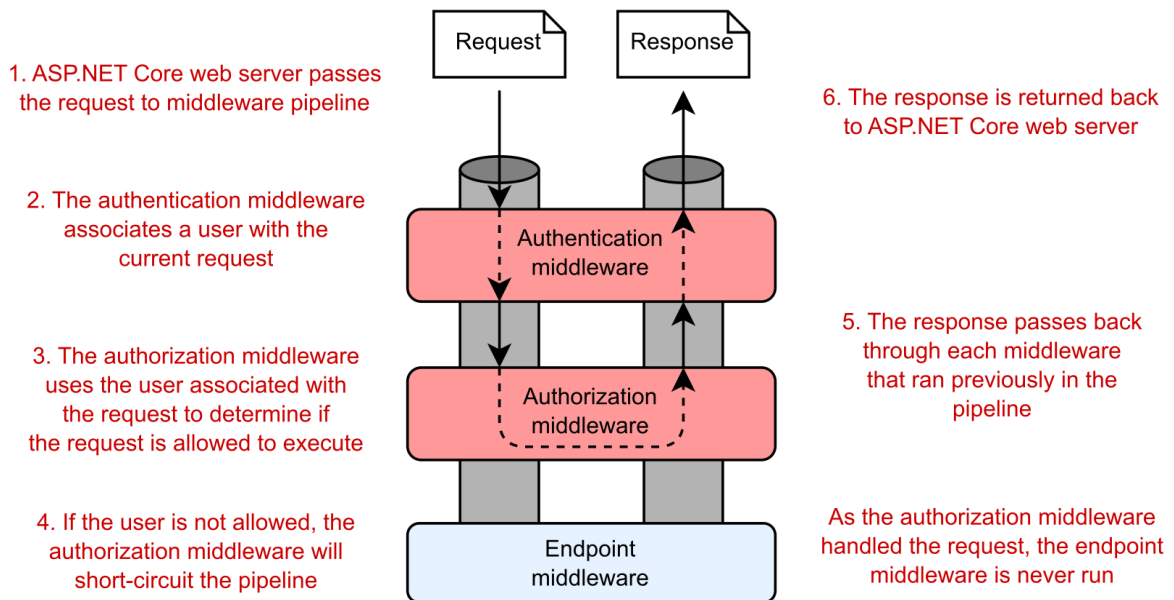 Request
Response
1. ASP.NET Core web server passes
the request to middleware pipeline
2. The authentication middleware
associates a user with the
current request
3. The authorization middleware
uses the user associated with
the request to determine if
the request is allowed to execute
4. If the user is not allowed, the
authorization middleware will
short-circuit the pipeline
Authentication
middleware
Authorization
middleware
Endpoint
middleware
6. The response is returned back
to ASP.NET Core web server
5. The response passes back
through each middleware
that ran previously in the
pipeline
As the authorization middleware
handled the request, the endpoint
middleware is never run